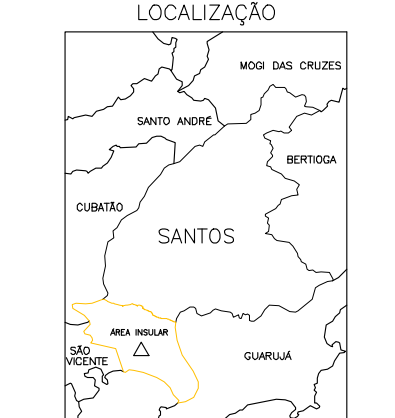 LOCALIZAÇÃO
MOGI DAS CRUZES
SANTO ANDRÉ
BERTIOGA
CUBATÃO
SANTOS
ÁREA INSULAR
SÃO
VICENTE
GUARUJÁ